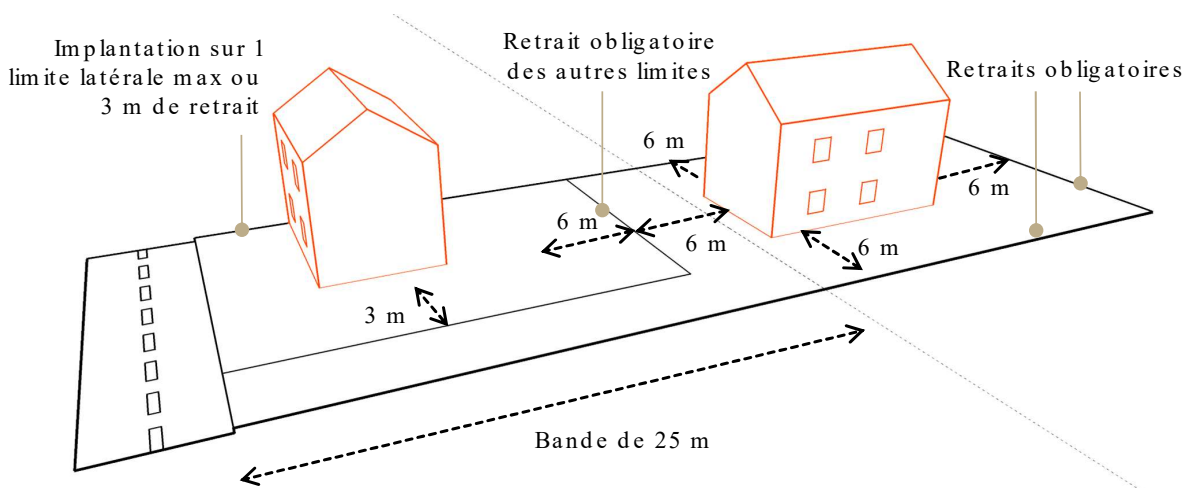 Implantation sur 1
limite latérale max ou
3 m de retrait
Retrait obligatoire
des autres limites
Retraits obligatoires
6 m
6 m
6 m
6 m
6 m
3 m
Bande de 25 m